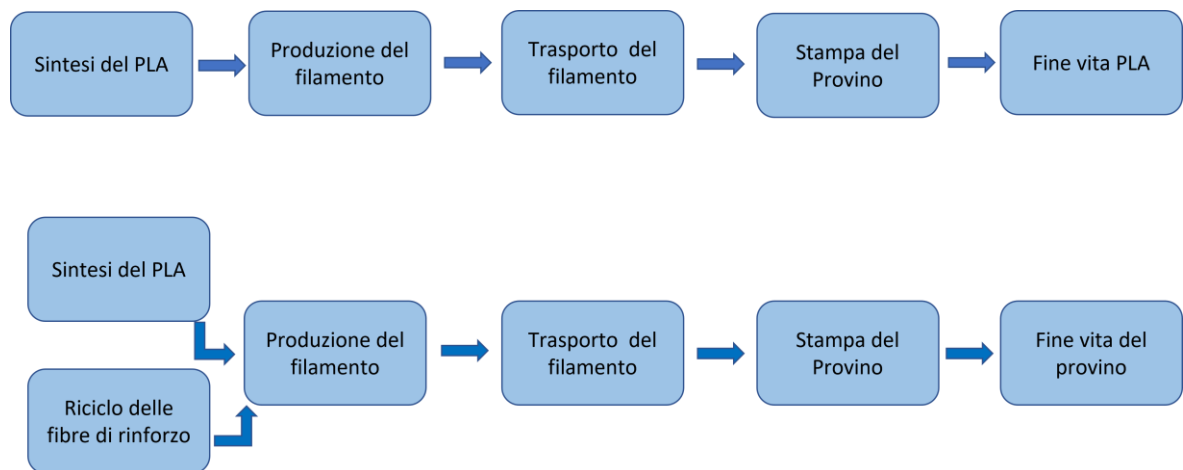 Sintesi del PLA
Produzione del
filamento
Trasporto del
filamento
Stampa del
Provino
Fine vita PLA
Sintesi del PLA
Riciclo delle
fibre di rinforzo
Produzione del
filamento
Trasporto del
filamento
Stampa del
Provino
Fine vita del
provino